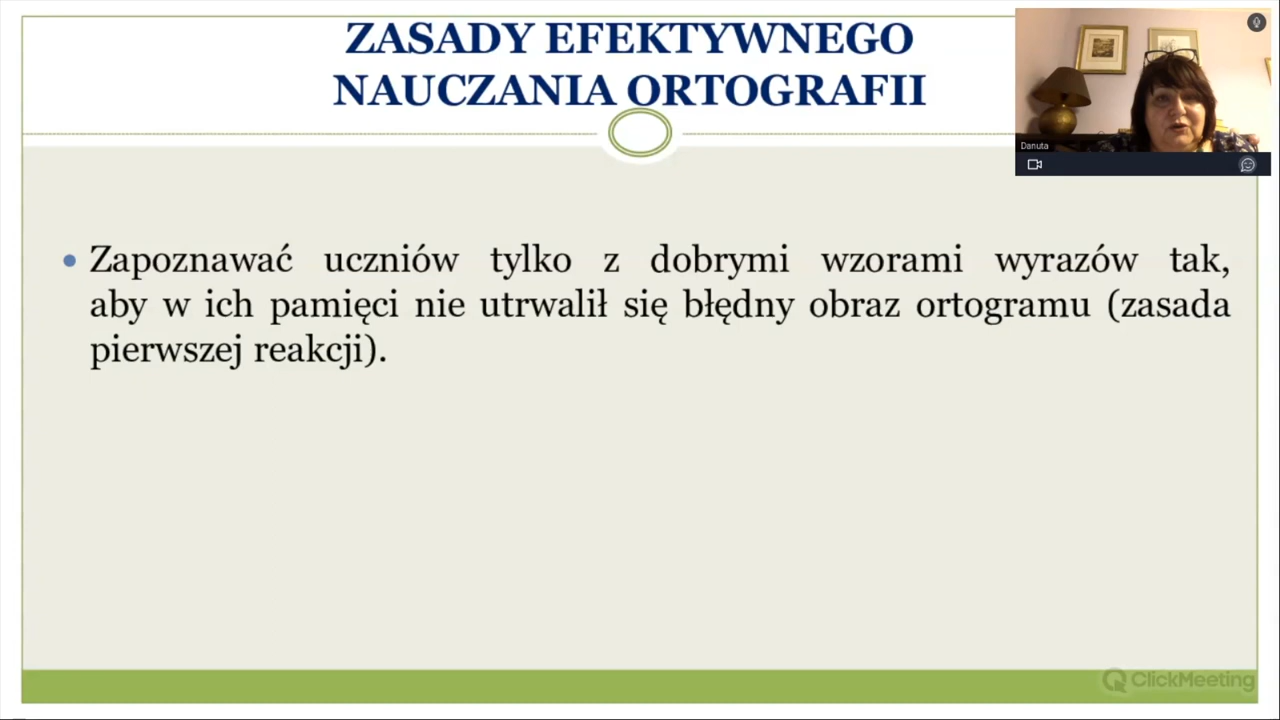 ZASADY EFEKTYWNEGO
NAUCZANIA ORTOGRAFII
Danuta
• Zapoznawać uczniów tylko z dobrymi wzorami wyrazów tak,
aby w ich pamięci nie utrwalił się błędny obraz ortogramu (zasada
pierwszej reakcji).
ClickMeeting